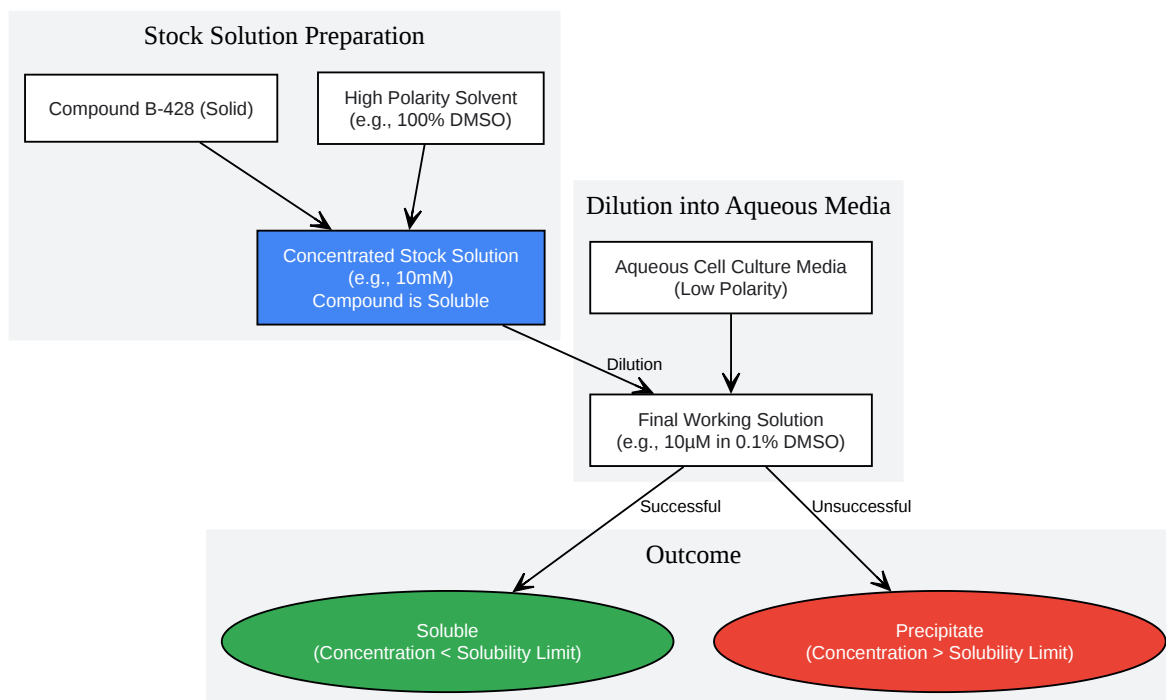 Stock Solution Preparation
Compound B-428 (Solid)
High Polarity Solvent
(e.g., 100% DMSO)
Concentrated Stock Solution
(e.g., 10mM)
Compound is Soluble
Dilution into Aqueous Media
Aqueous Cell Culture Media
(Low Polarity)
Dilution
Final Working Solution
(e.g., 10µM in 0.1% DMSO)
Successful
Unsuccessful
Outcome
Soluble
(Concentration < Solubility Limit)
Precipitate
(Concentration > Solubility Limit)